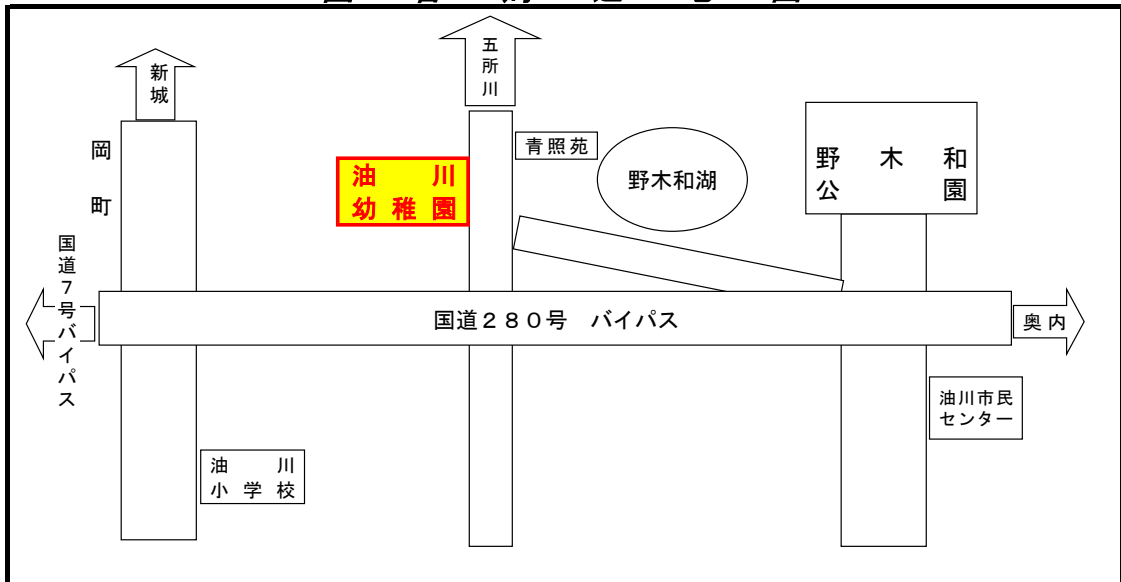 新城
五所川
岡町
青照苑
油川
幼稚園
野木和湖
野木和
公園
国道7号バイパス
国道280号 バイパス
奥内
油川市民
センター
油川
小学校